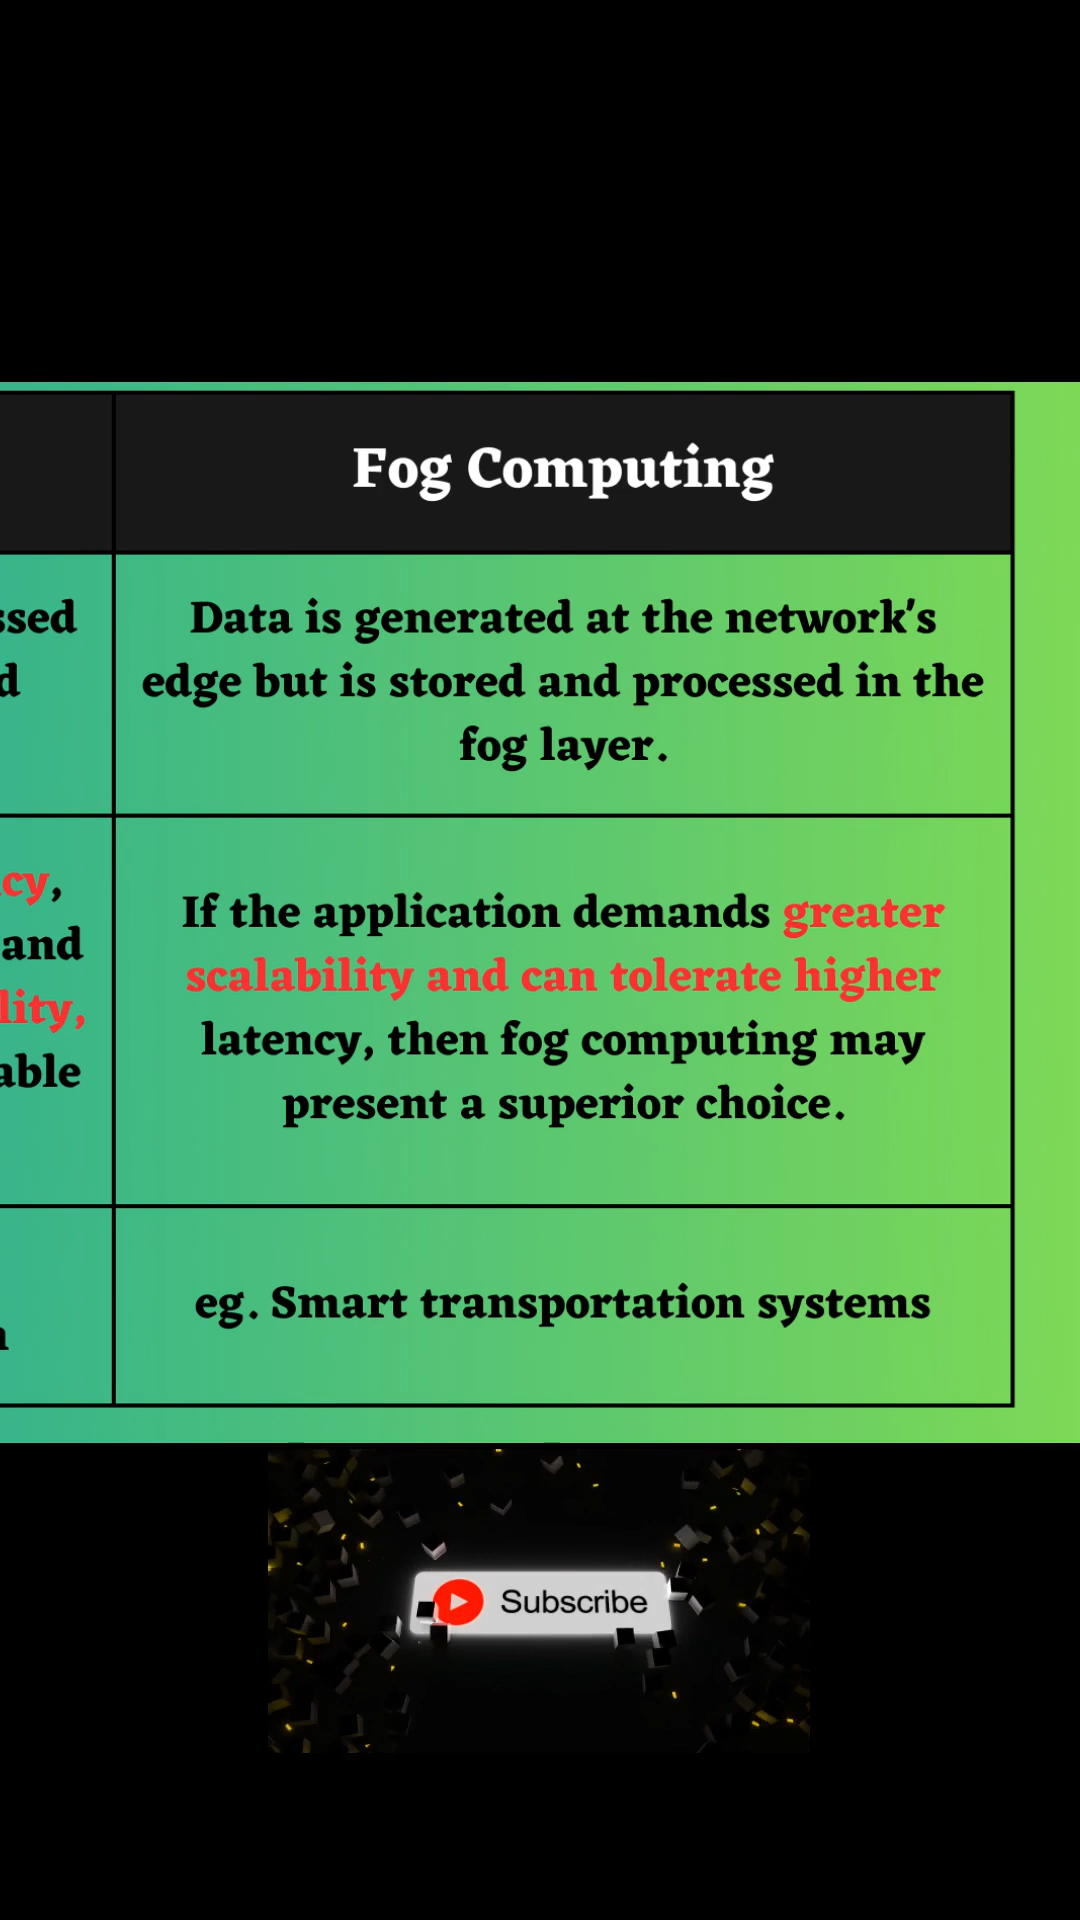 Fog Computing
Data is generated at the network's
edge but is stored and processed in the
fog layer.
and
If the application demands greater
scalability and can tolerate higher
latency, then fog computing may
present a superior choice.
eg. Smart transportation systems
Subscribe